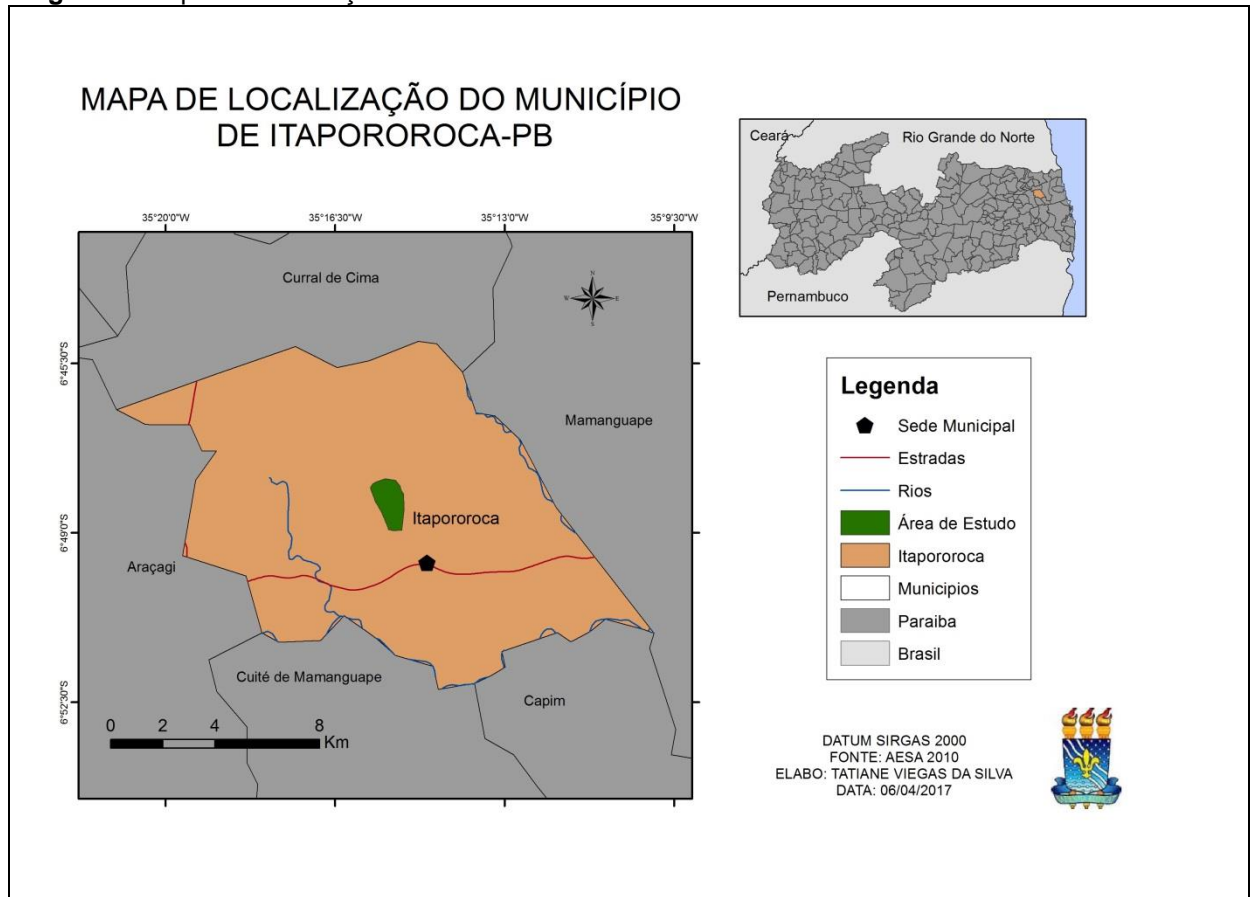 MAPA DE LOCALIZAÇÃO DO MUNICÍPIO
DE ITAPOROROCA-PB
Ceará
Rio Grande do Norte
Pernambuco
35°20'0"W
35°16'30"W
35°13'0"W
35°9'30"W
6°45'30"S
6°49'0"S
6°52'30"S
Curral de Cima
N
W
E
S
Mamanguape
Itapororoca
Araçagi
Cuité de Mamanguape
Capim
0 2 4 8
Km
Legenda
Sede Municipal
Estradas
Rios
Área de Estudo
Itapororoca
Municipios
Paraiba
Brasil
DATUM SIRGAS 2000
FONTE: AESA 2010
ELABO: TATIANE VIEGAS DA SILVA
DATA: 06/04/2017